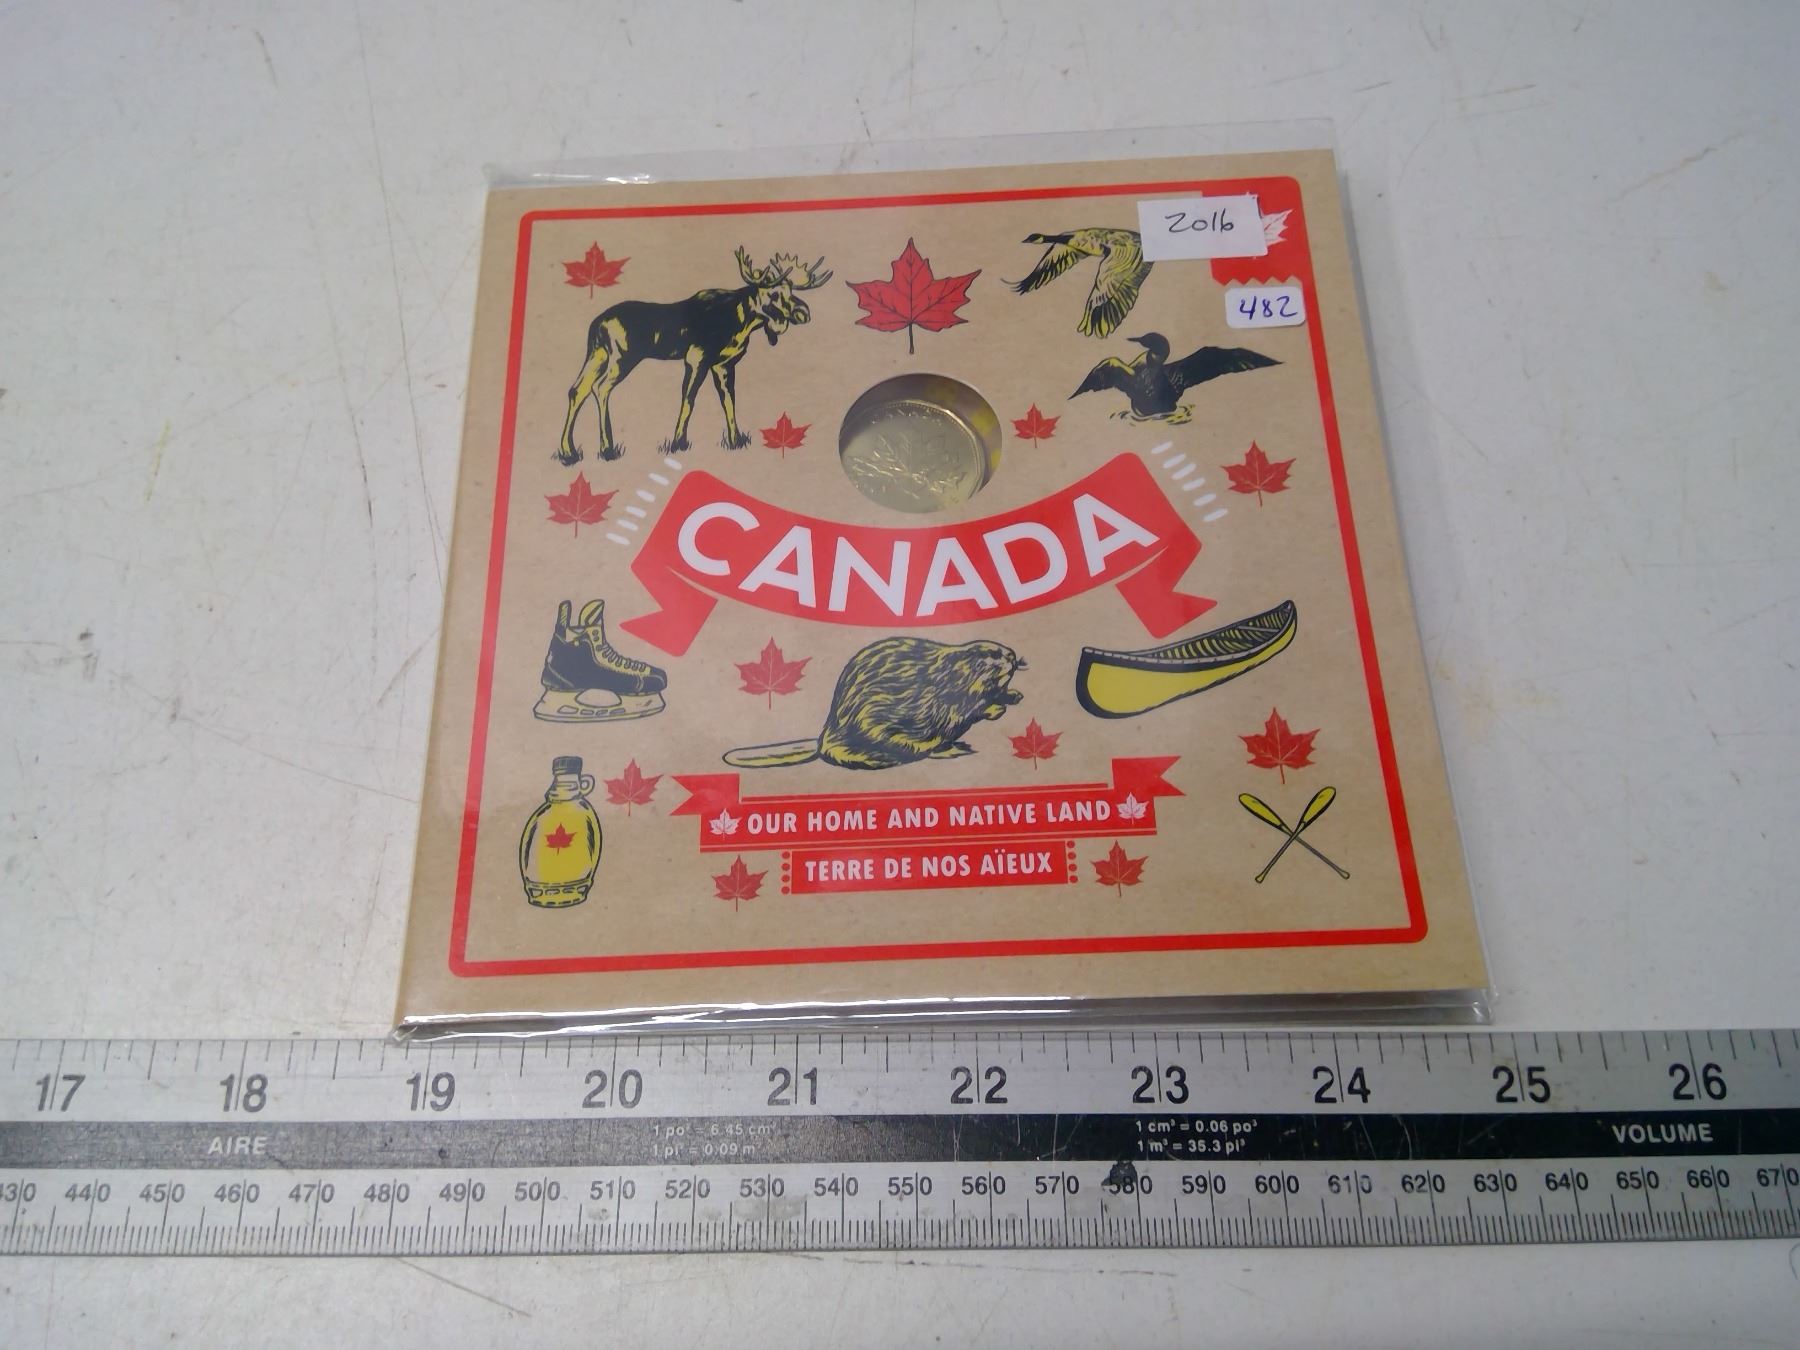 2016
482
CANADA
OUR HOME AND NATIVE LAND
TERRE DE NOS AÏEUX
17 18 19 20 21 22 23 24 25 26
AIRE
1 po² = 6.45 cm²
1 pi² = 0.09 m²
1 cm³ = 0.06 po³
1 m³ = 35.3 pi³
VOLUME
430 440 450 460 470 480 490 500 510 520 530 540 550 560 570 580 590 600 610 620 630 640 650 660 670